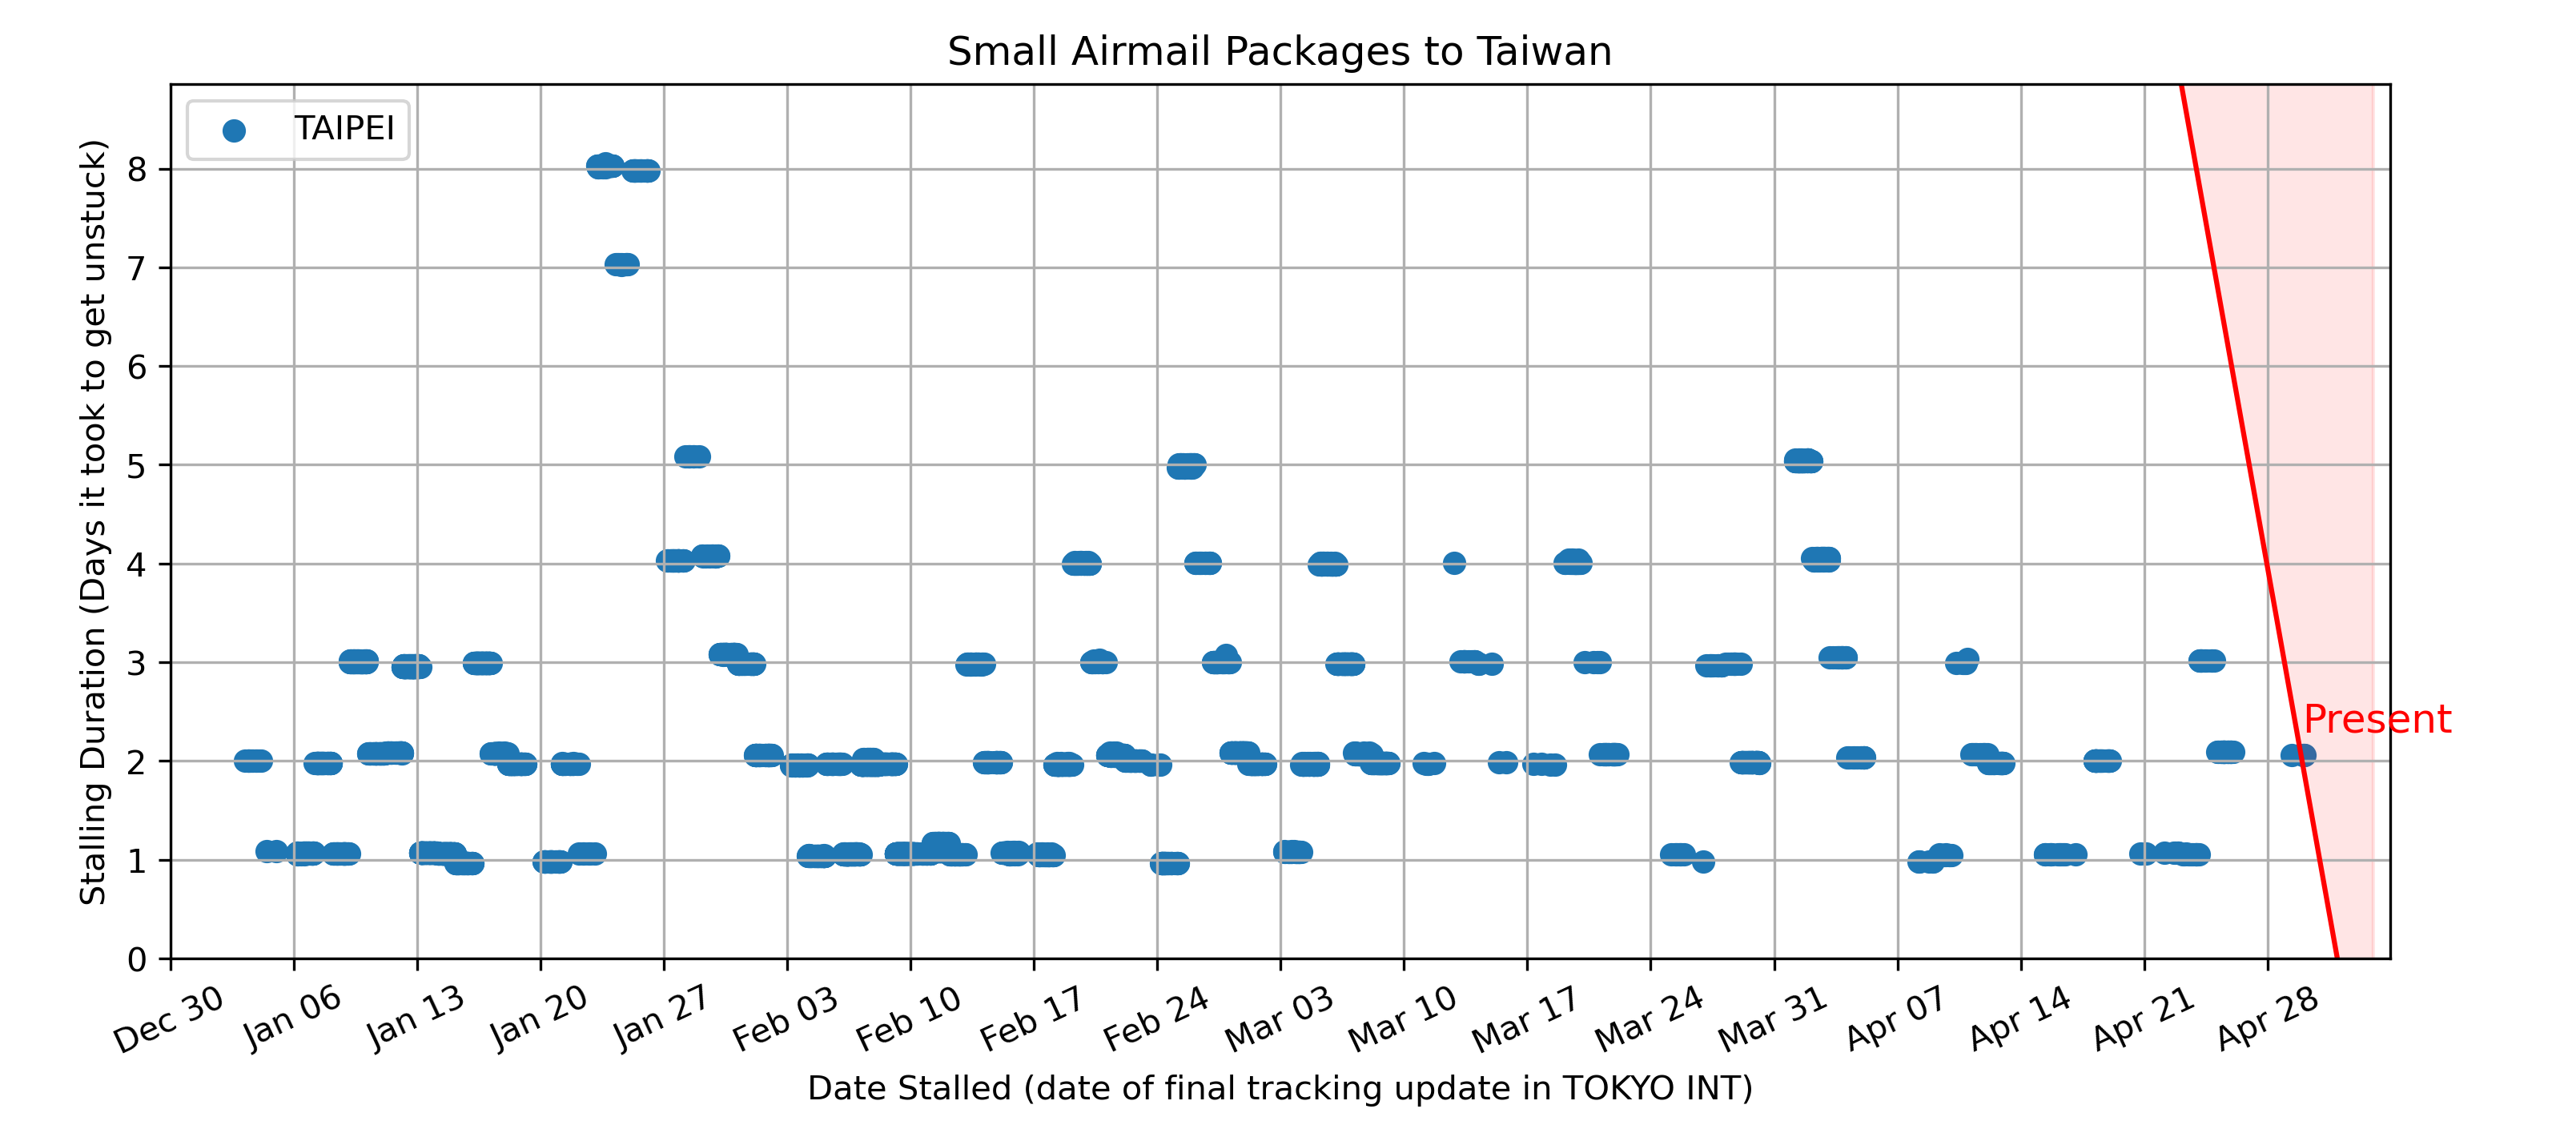 Small Airmail Packages to Taiwan
TAIPEI
Stalling Duration (Days it took to get unstuck)
8
7
6
5
4
3
2
1
0
Present
Dec 30
Jan 06
Jan 13
Jan 20
Jan 27
Feb 03
Feb 10
Feb 17
Feb 24
Mar 03
Mar 10
Mar 17
Mar 24
Mar 31
Apr 07
Apr 14
Apr 21
Apr 28
Date Stalled (date of final tracking update in TOKYO INT)